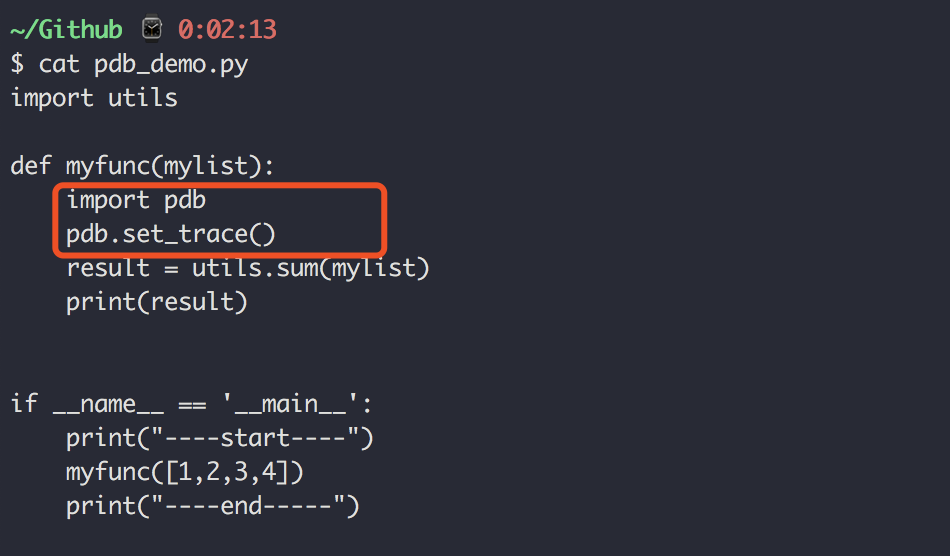 ~/Github ⌚ 0:02:13
$ cat pdb_demo.py
import utils

def myfunc(mylist):
    import pdb
    pdb.set_trace()
    result = utils.sum(mylist)
    print(result)


if __name__ == '__main__':
    print("----start----")
    myfunc([1,2,3,4])
    print("----end-----")